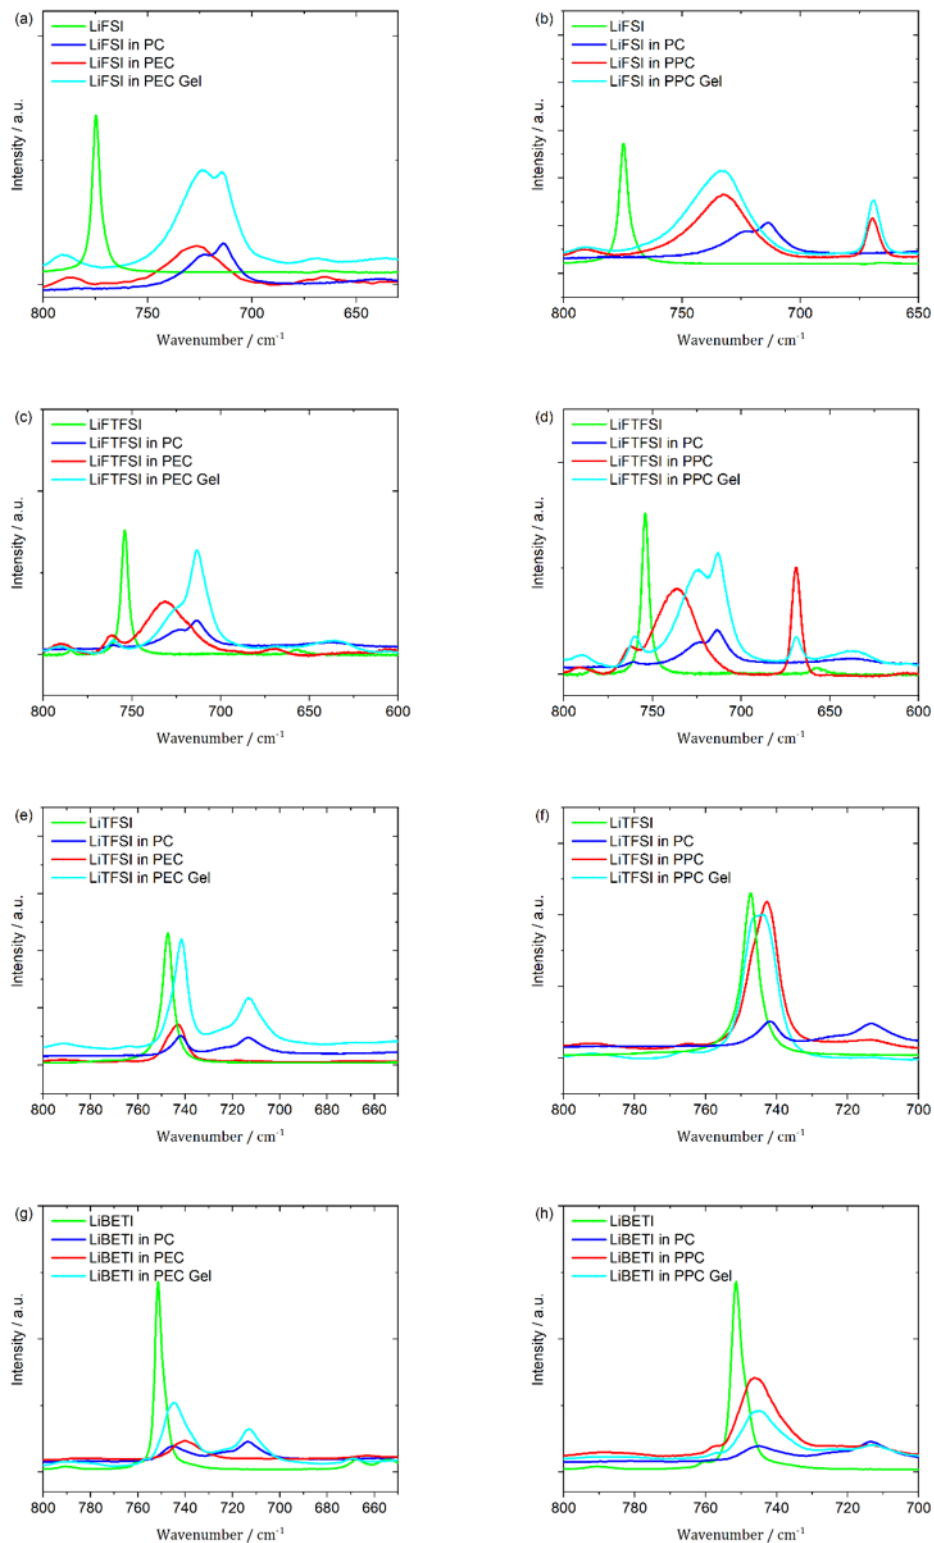 (a)
LiFSI
LiFSI in PC
LiFSI in PEC
LiFSI in PEC Gel
Intensity / a.u.
800 750 700 650
Wavenumber / cm⁻¹
(b)
LiFSI
LiFSI in PC
LiFSI in PPC
LiFSI in PPC Gel
Intensity / a.u.
800 750 700 650
Wavenumber / cm⁻¹
(c)
LiFTFSI
LiFTFSI in PC
LiFTFSI in PEC
LiFTFSI in PEC Gel
Intensity / a.u.
800 750 700 650 600
Wavenumber / cm⁻¹
(d)
LiFTFSI
LiFTFSI in PC
LiFTFSI in PPC
LiFTFSI in PPC Gel
Intensity / a.u.
800 750 700 650 600
Wavenumber / cm⁻¹
(e)
LiTFSI
LiTFSI in PC
LiTFSI in PEC
LiTFSI in PEC Gel
Intensity / a.u.
800 780 760 740 720 700 680 660
Wavenumber / cm⁻¹
(f)
LiTFSI
LiTFSI in PC
LiTFSI in PPC
LiTFSI in PPC Gel
Intensity / a.u.
800 780 760 740 720 700
Wavenumber / cm⁻¹
(g)
LiBETI
LiBETI in PC
LiBETI in PEC
LiBETI in PEC Gel
Intensity / a.u.
800 780 760 740 720 700 680 660
Wavenumber / cm⁻¹
(h)
LiBETI
LiBETI in PC
LiBETI in PPC
LiBETI in PPC Gel
Intensity / a.u.
800 780 760 740 720 700
Wavenumber / cm⁻¹